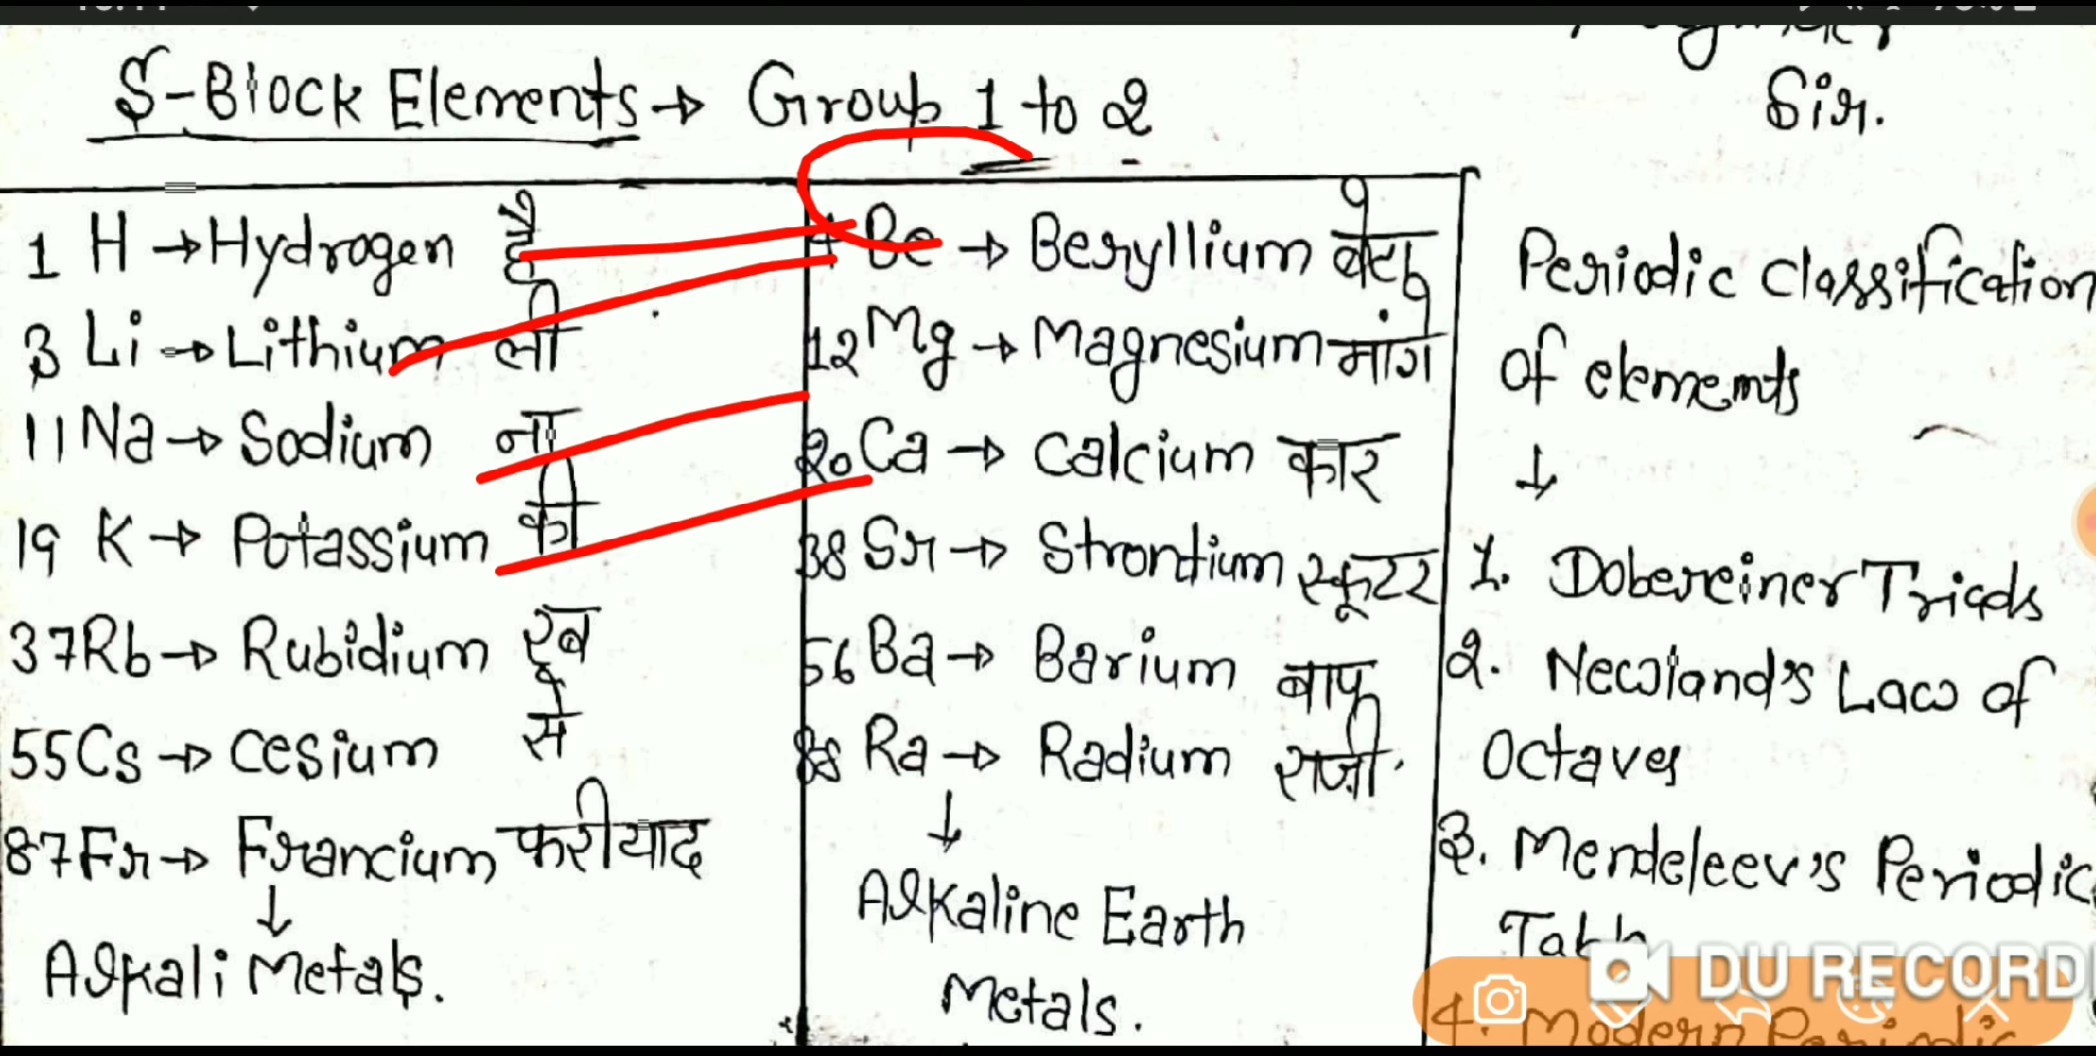 S-Block Elements → Group 1 to 2
Sir.
1 H → Hydrogen है
3 Li → Lithium ली
11 Na → Sodium ना
19 K → Potassium की
37 Rb → Rubidium रूब
55 Cs → Cesium से
87 Fr → Francium फरीयाद
↓
Alkali Metals.
4 Be → Beryllium बेटा
12 Mg → Magnesium मांगे
20 Ca → Calcium कार
38 Sr → Strontium स्कूटर
56 Ba → Barium बाप
88 Ra → Radium राजी.
↓
Alkaline Earth
Metals.
Periodic Classification
of elements
↓
1. Dobereiner Triads
2. Newland's Law of
Octaves
3. Mendeleev's Periodic
4. Modern Periodic
DU RECORD